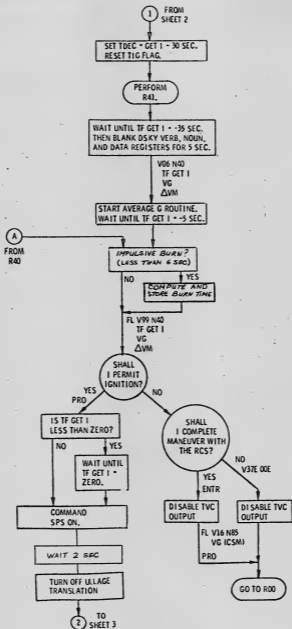 1
FROM
SHEET 2
SET TDEC = GET I - 30 SEC.
RESET TIG FLAG.
PERFORM
R41.
WAIT UNTIL TF GET I = -35 SEC.
THEN BLANK DSKY VERB, NOUN,
AND DATA REGISTERS FOR 5 SEC.
V06 N40
TF GET I
VG
ΔVM
START AVERAGE G ROUTINE.
WAIT UNTIL TF GET I = -5 SEC.
A
FROM
R40
IMPULSIVE BURN?
(LESS THAN 6 SEC)
NO
YES
COMPUTE AND
STORE BURN TIME
FL V99 N40
TF GET I
VG
ΔVM
SHALL
I PERMIT
IGNITION?
YES
PRO
NO
IS TF GET I
LESS THAN ZERO?
NO
YES
WAIT UNTIL
TF GET I =
ZERO.
SHALL
I COMPLETE
MANEUVER WITH
THE RCS?
YES
ENTR
NO
V37E 00E
COMMAND
SPS ON.
DISABLE TVC
OUTPUT
DISABLE TVC
OUTPUT
FL V16 N85
VG (CSM)
PRO
WAIT 2 SEC
TURN OFF ULLAGE
TRANSLATION
GO TO R00
2
TO
SHEET 3